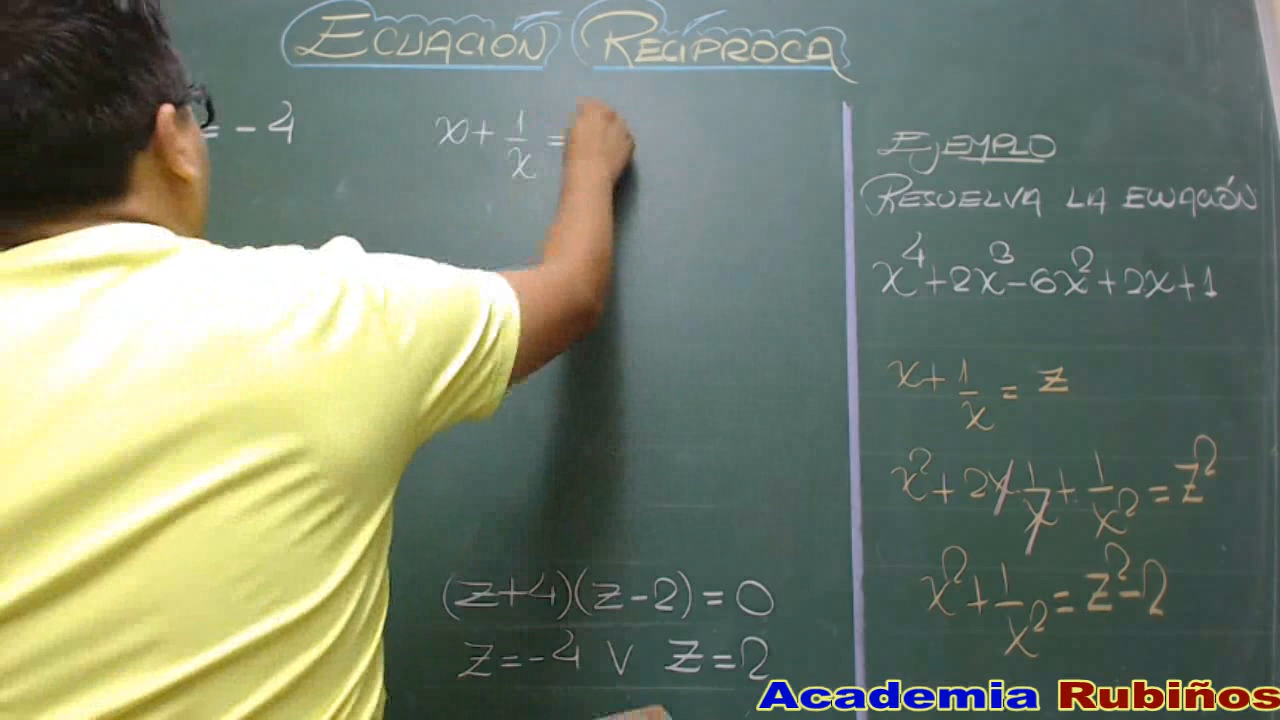 ECUACIÓN RECÍPROCA
= -4
x + 1/x =
(z+4)(z-2) = 0
z = -4 ∨ z = 2
EJEMPLO
RESUELVA LA ECUACIÓN
x⁴+2x³-6x²+2x+1
x + 1/x = z
x² + 2x 1/x + 1/x² = z²
x² + 1/x² = z²-2
Academia Rubiños